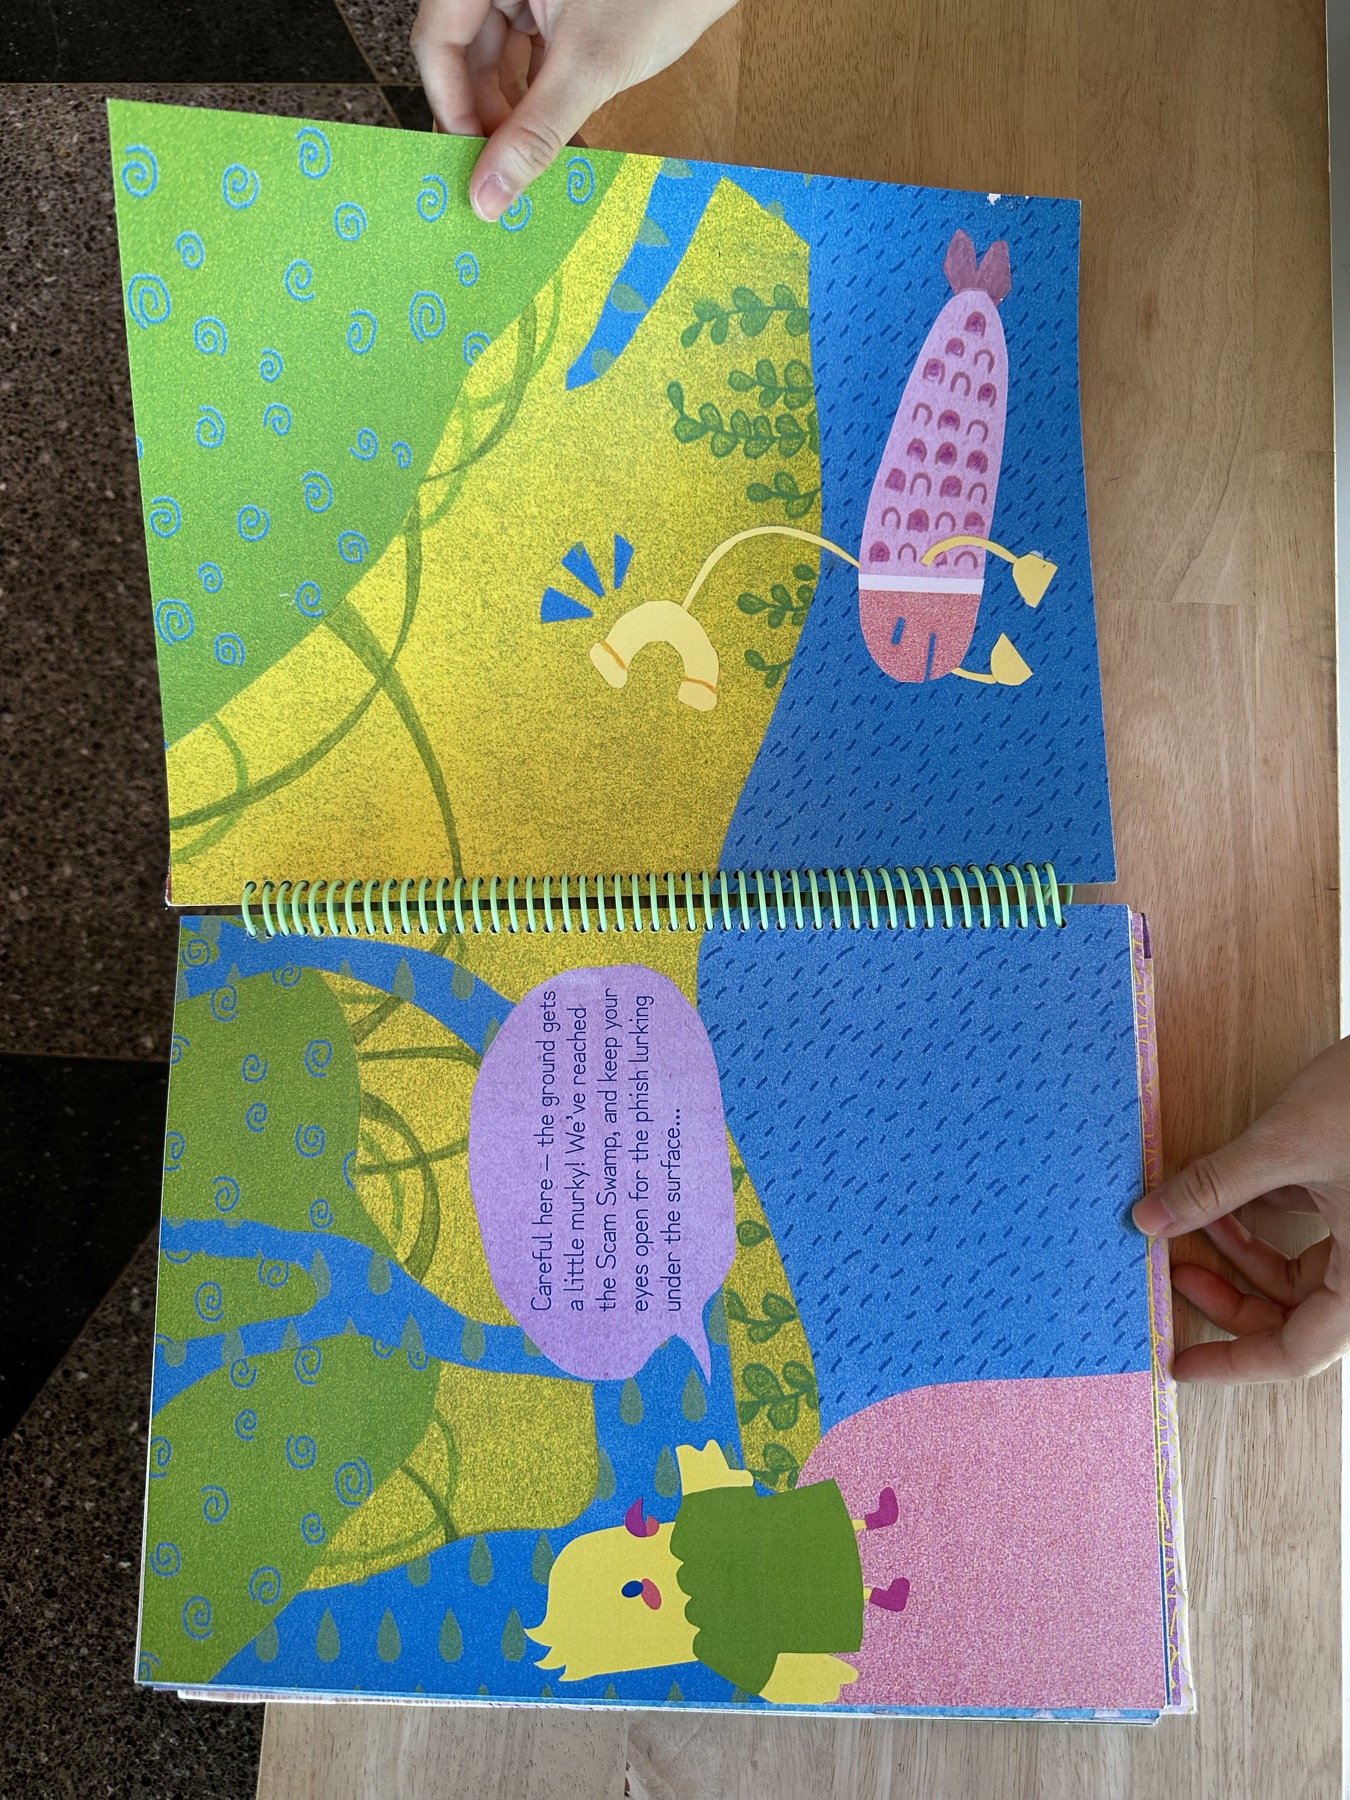 Careful here — the ground gets
a little murky! We've reached
the Scam Swamp, and keep your
eyes open for the phish lurking
under the surface...